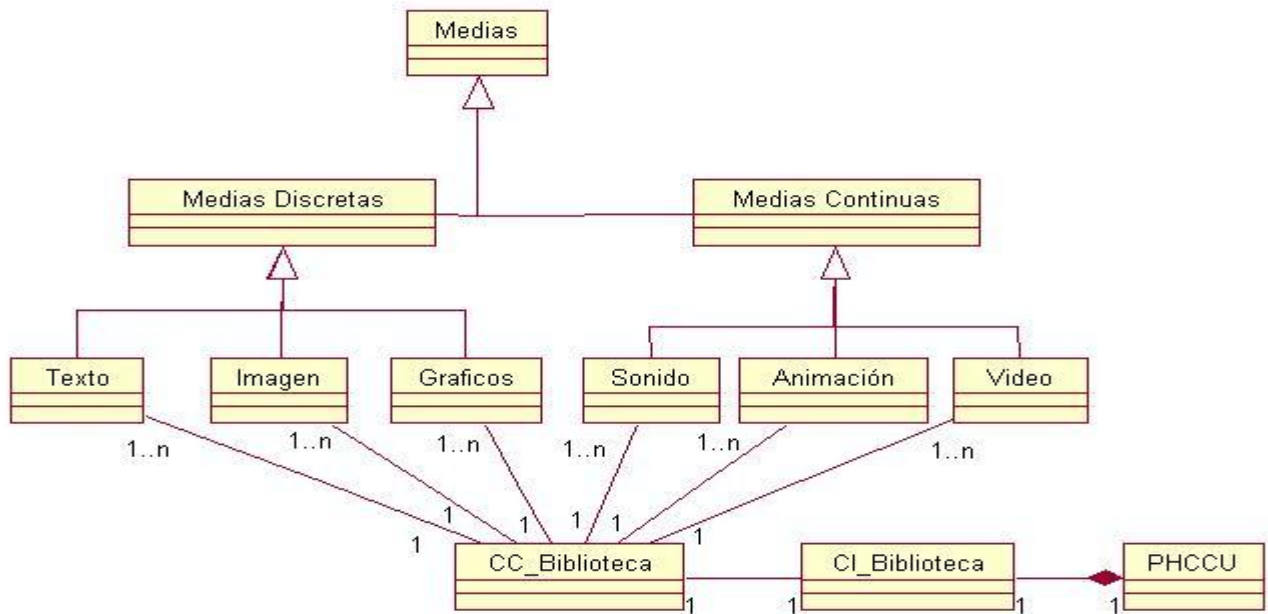 Medias
Medias Discretas
Medias Continuas
Texto
Imagen
Graficos
Sonido
Animación
Video
1..n
1..n
1..n
1..n
1..n
1..n
1
1
1
1
1
1
CC_Biblioteca
CI_Biblioteca
PHCCU
1
1
1
1